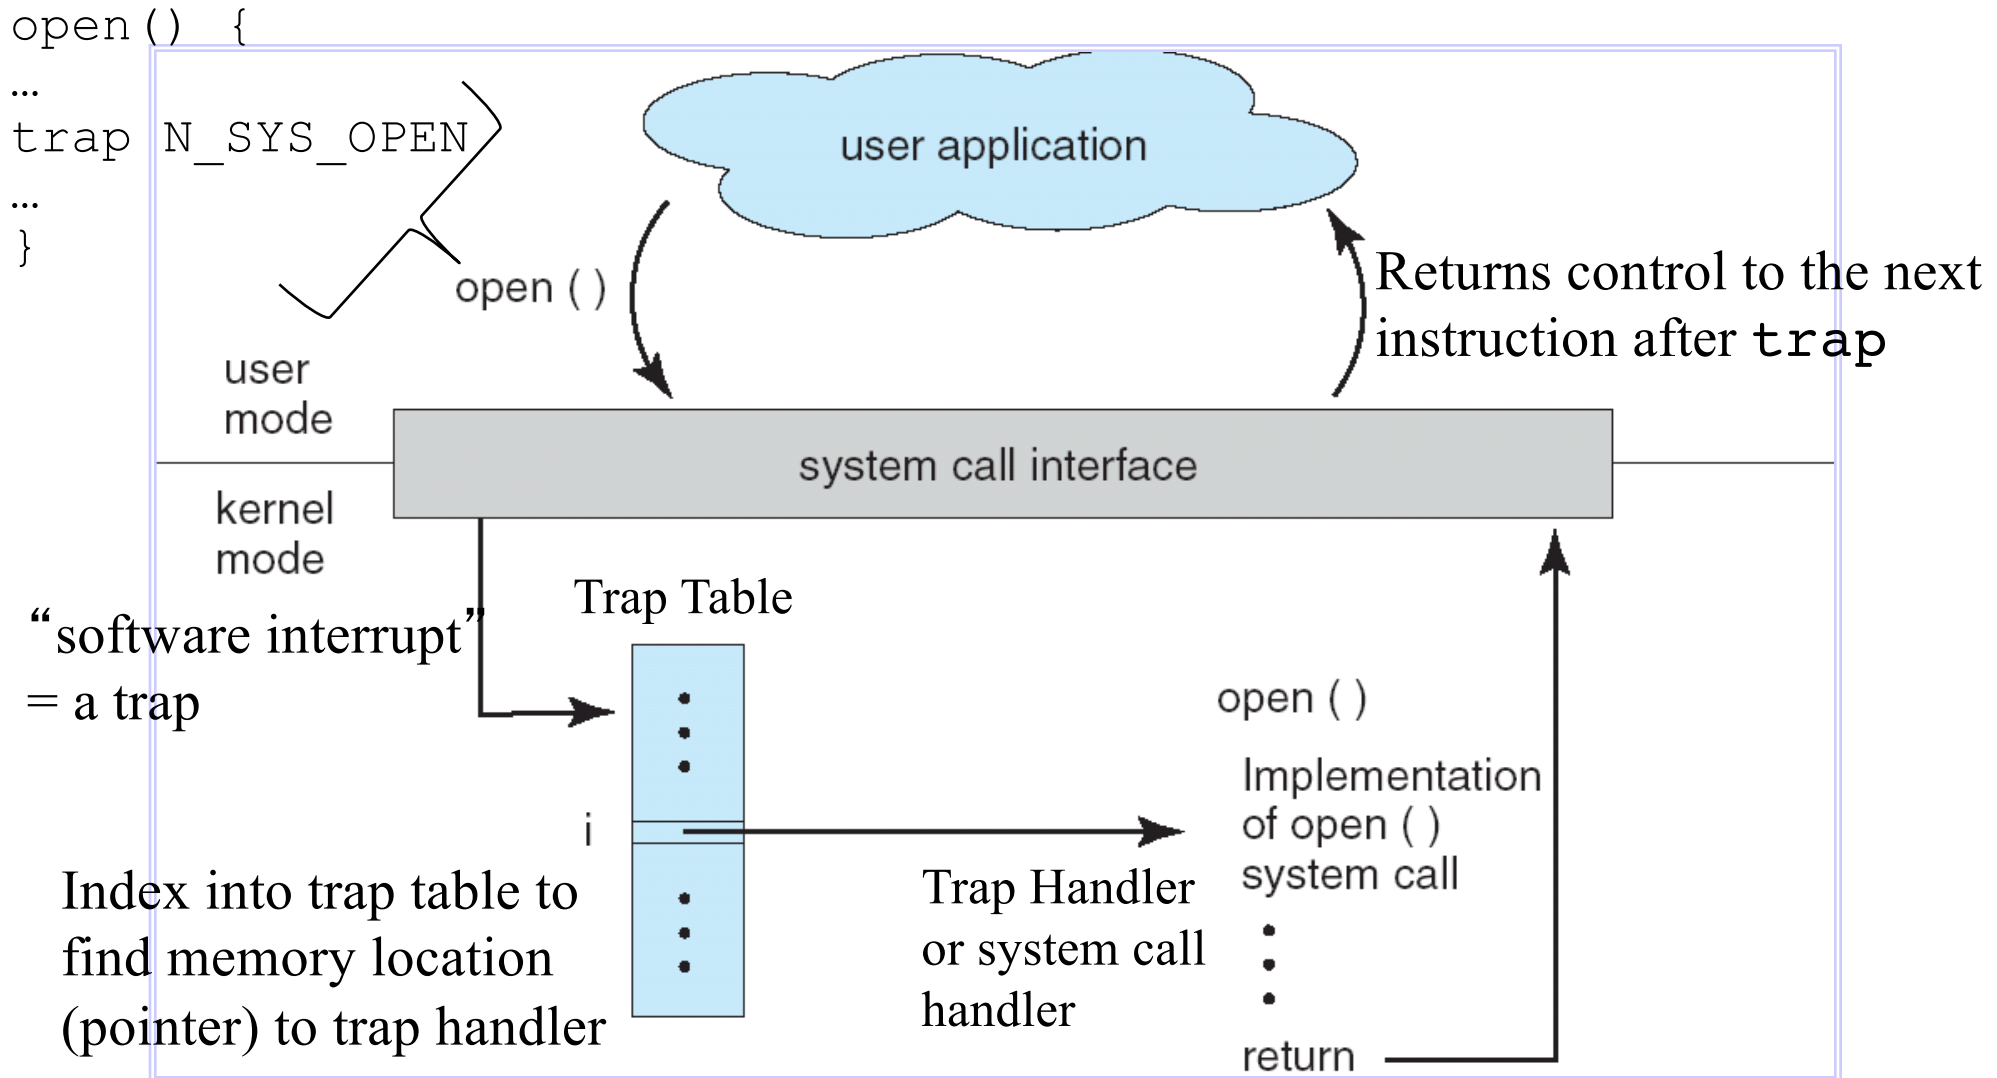 open() {
…
trap N_SYS_OPEN
…
}
user application
open ( )
Returns control to the next
instruction after trap
user
mode
system call interface
kernel
mode
“software interrupt”
= a trap
Trap Table
i
Index into trap table to
find memory location
(pointer) to trap handler
Trap Handler
or system call
handler
open ( )
Implementation
of open ( )
system call
return